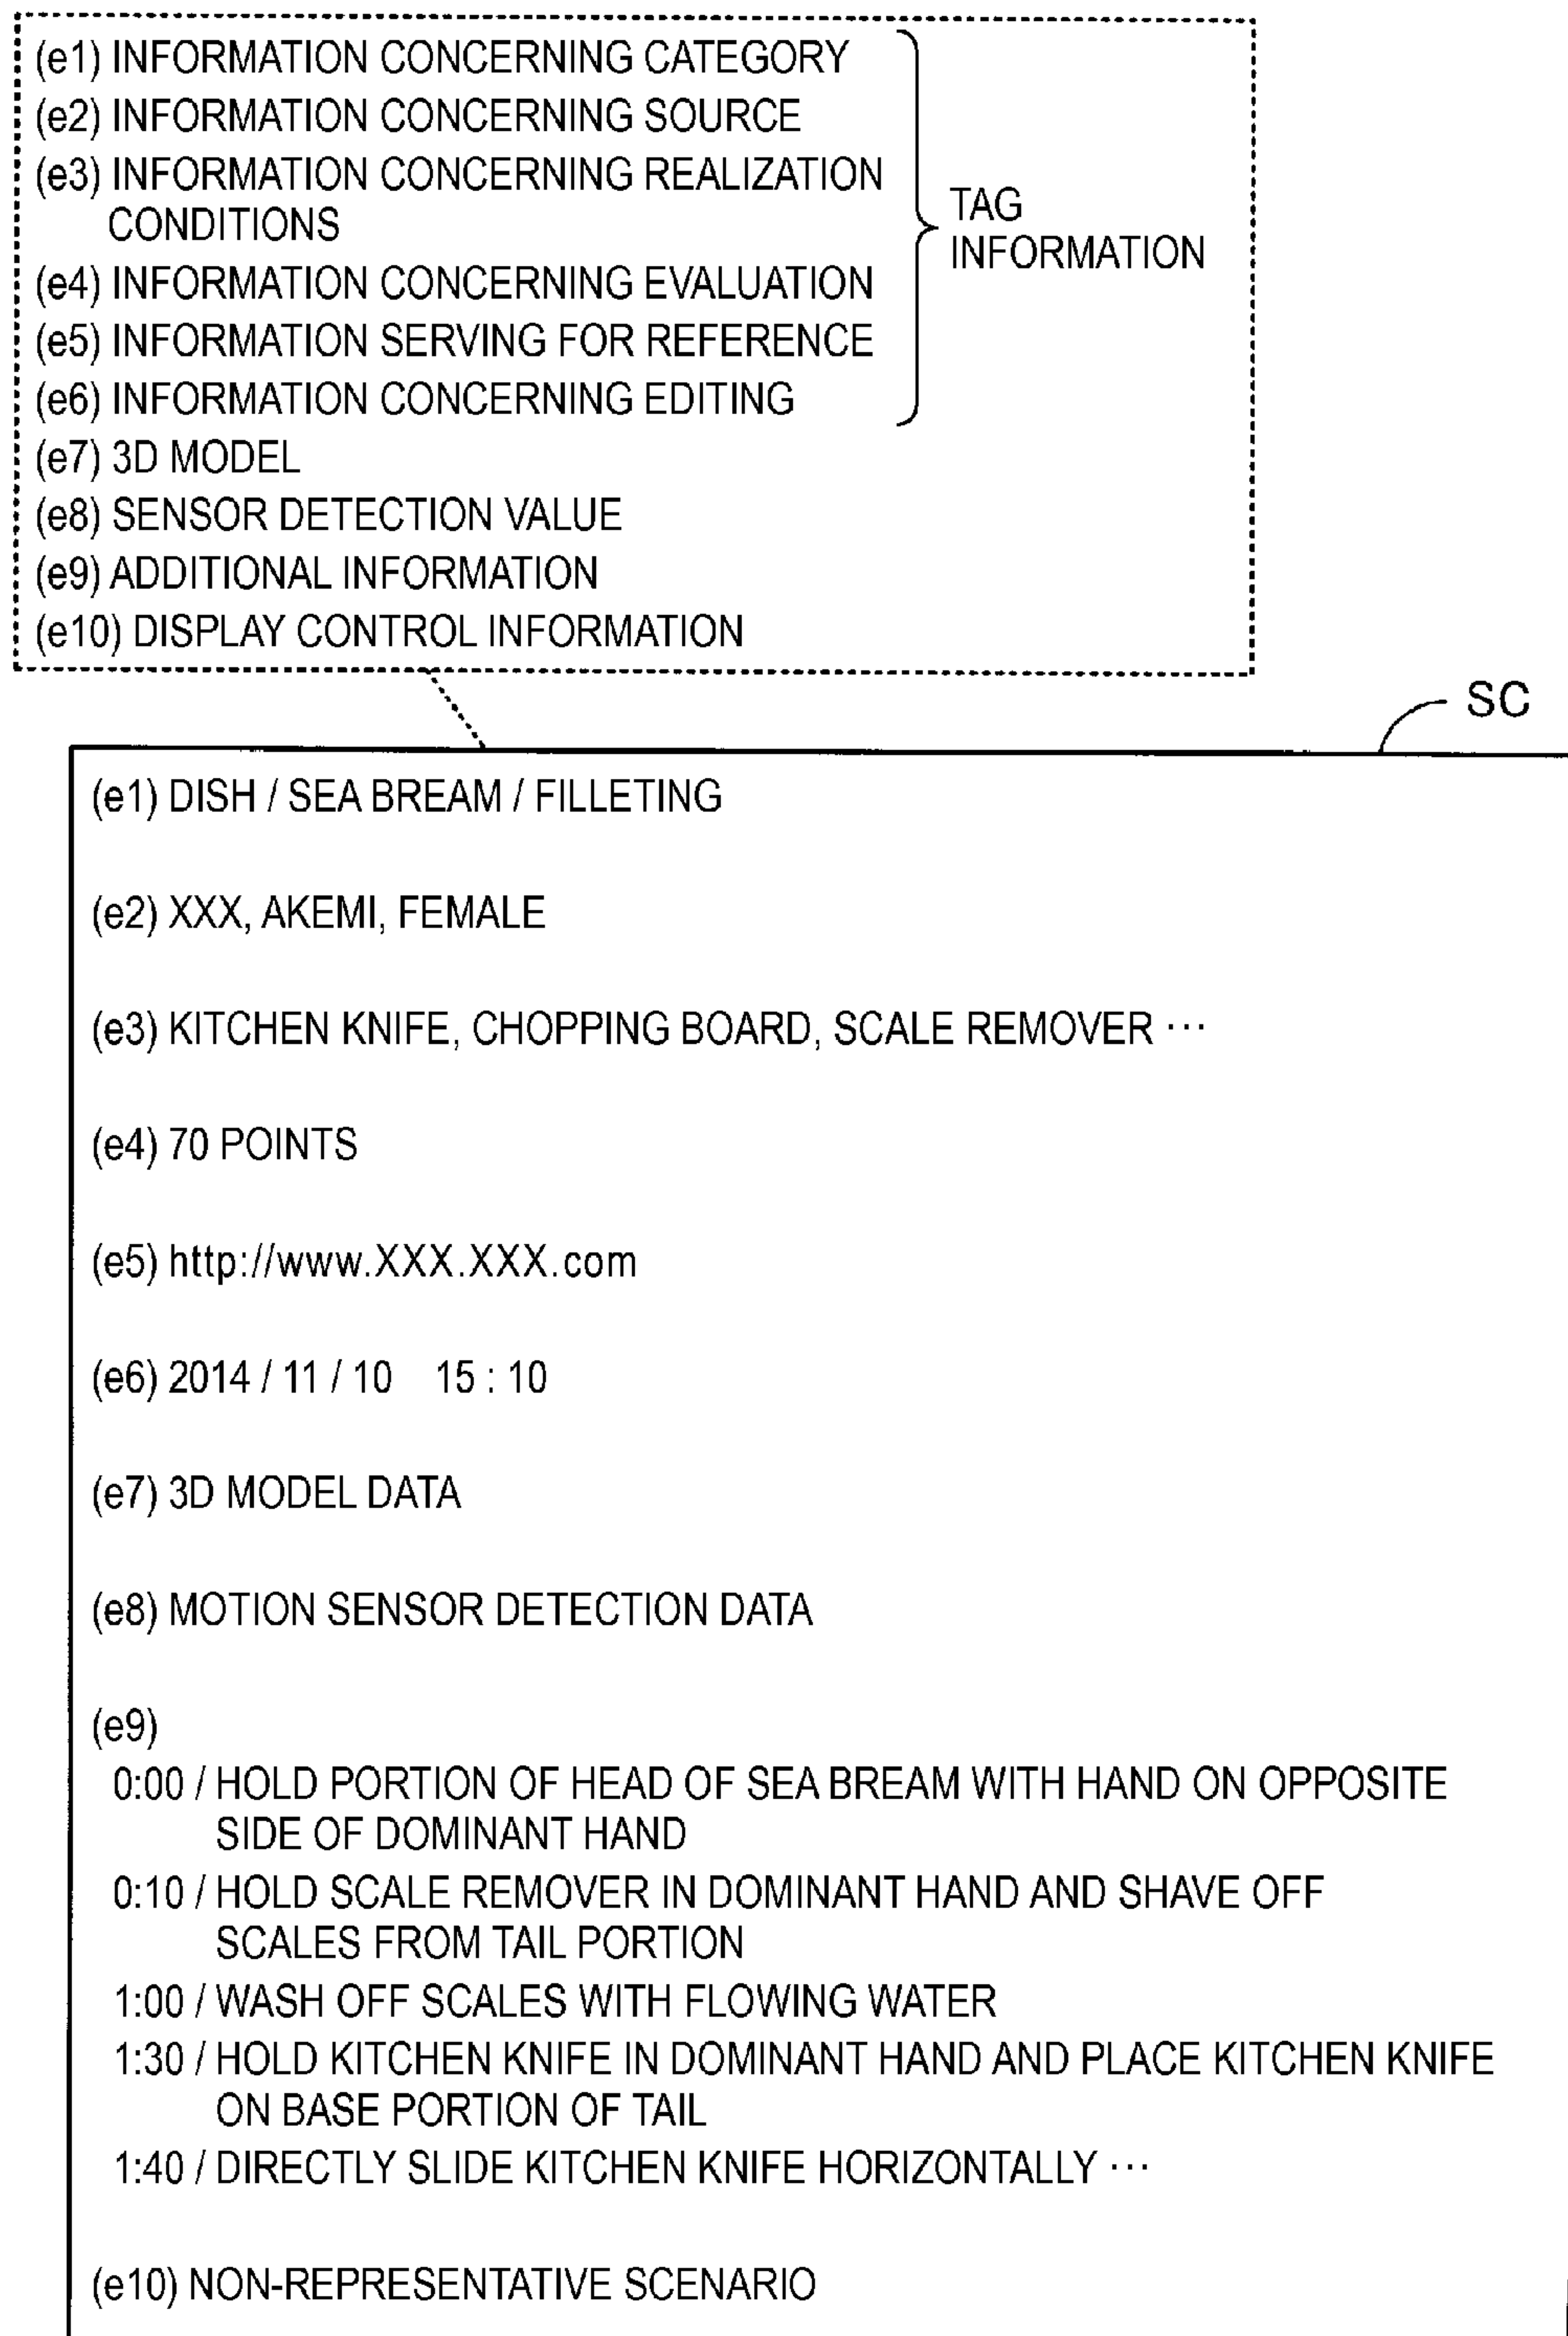 (e1) INFORMATION CONCERNING CATEGORY
(e2) INFORMATION CONCERNING SOURCE
(e3) INFORMATION CONCERNING REALIZATION
CONDITIONS
(e4) INFORMATION CONCERNING EVALUATION
(e5) INFORMATION SERVING FOR REFERENCE
(e6) INFORMATION CONCERNING EDITING
TAG
INFORMATION
(e7) 3D MODEL
(e8) SENSOR DETECTION VALUE
(e9) ADDITIONAL INFORMATION
(e10) DISPLAY CONTROL INFORMATION
SC
(e1) DISH / SEA BREAM / FILLETING
(e2) XXX, AKEMI, FEMALE
(e3) KITCHEN KNIFE, CHOPPING BOARD, SCALE REMOVER ···
(e4) 70 POINTS
(e5) http://www.XXX.XXX.com
(e6) 2014 / 11 / 10 15 : 10
(e7) 3D MODEL DATA
(e8) MOTION SENSOR DETECTION DATA
(e9)
0:00 / HOLD PORTION OF HEAD OF SEA BREAM WITH HAND ON OPPOSITE
SIDE OF DOMINANT HAND
0:10 / HOLD SCALE REMOVER IN DOMINANT HAND AND SHAVE OFF
SCALES FROM TAIL PORTION
1:00 / WASH OFF SCALES WITH FLOWING WATER
1:30 / HOLD KITCHEN KNIFE IN DOMINANT HAND AND PLACE KITCHEN KNIFE
ON BASE PORTION OF TAIL
1:40 / DIRECTLY SLIDE KITCHEN KNIFE HORIZONTALLY ···
(e10) NON-REPRESENTATIVE SCENARIO